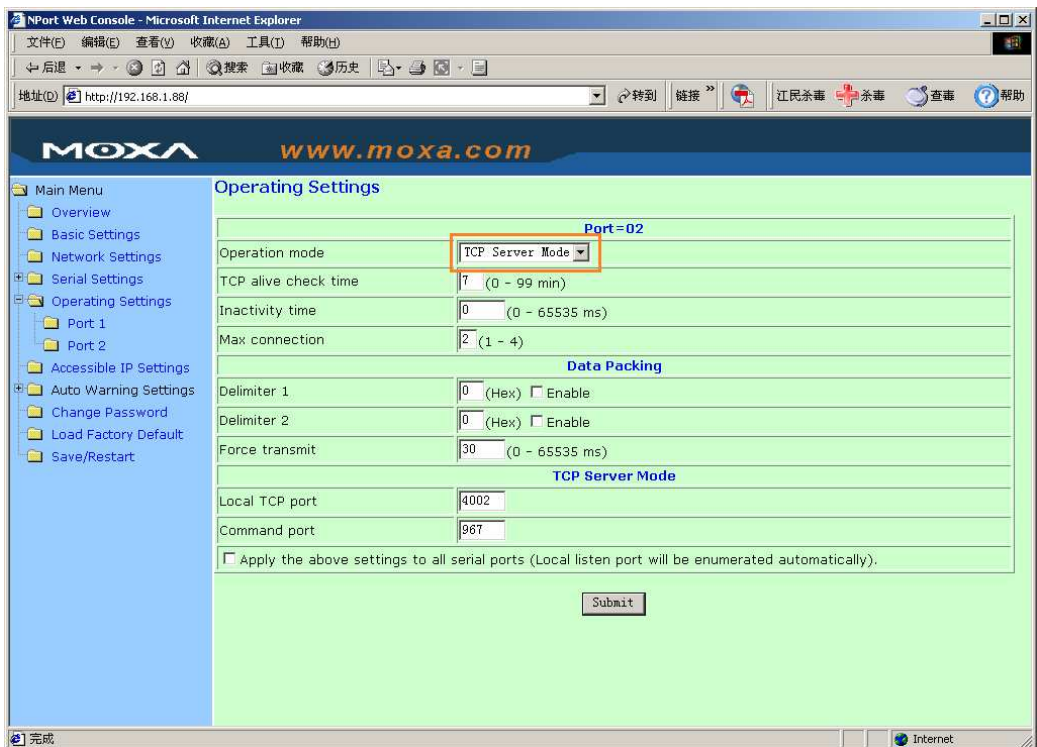 NPort Web Console - Microsoft Internet Explorer
文件(F) 编辑(E) 查看(V) 收藏(A) 工具(T) 帮助(H)
后退 搜索 收藏 历史
地址(D) http://192.168.1.88/ 转到 链接 » 江民杀毒 杀毒 查毒 帮助
MOXA www.moxa.com
Main Menu
Overview
Basic Settings
Network Settings
Serial Settings
Operating Settings
Port 1
Port 2
Accessible IP Settings
Auto Warning Settings
Change Password
Load Factory Default
Save/Restart
Operating Settings
Port=02
Operation mode TCP Server Mode
TCP alive check time 7 (0 - 99 min)
Inactivity time 0 (0 - 65535 ms)
Max connection 2 (1 - 4)
Data Packing
Delimiter 1 0 (Hex) Enable
Delimiter 2 0 (Hex) Enable
Force transmit 30 (0 - 65535 ms)
TCP Server Mode
Local TCP port 4002
Command port 967
Apply the above settings to all serial ports (Local listen port will be enumerated automatically).
Submit
完成 Internet